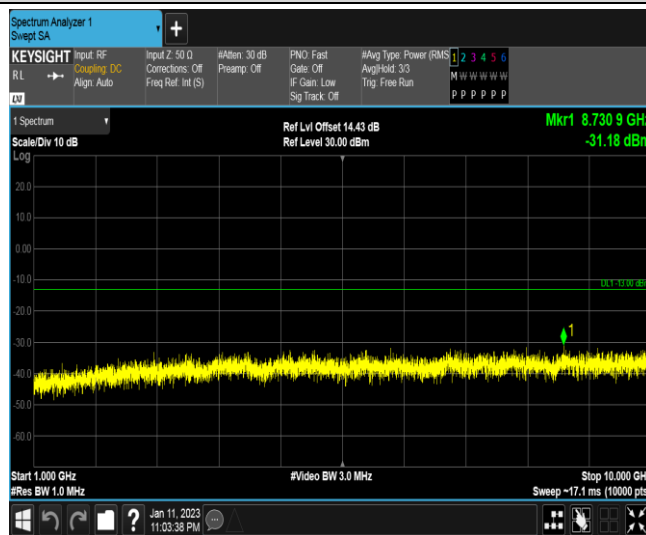 Spectrum Analyzer 1
Swept SA
+
KEYSIGHT Input: RF Input Z: 50 Ω #Atten: 30 dB PNO: Fast #Avg Type: Power (RMS 1 2 3 4 5 6
RL Coupling: DC Corrections: Off Preamp: Off Gate: Off Avg|Hold: 3/3 M W W W W W
Align: Auto Freq Ref: Int (S) IF Gain: Low Trig: Free Run
LXI Sig Track: Off P P P P P P
1 Spectrum
Scale/Div 10 dB
Ref Lvl Offset 14.43 dB
Ref Level 30.00 dBm
Mkr1 8.730 9 GHz
-31.18 dBm
Log
20.0
10.0
0.00
-10.0
DL1 -13.00 dBm
-20.0
-30.0
1
-40.0
-50.0
-60.0
Start 1.000 GHz #Video BW 3.0 MHz Stop 10.000 GHz
#Res BW 1.0 MHz Sweep ~17.1 ms (10000 pts
? Jan 11, 2023
11:03:38 PM